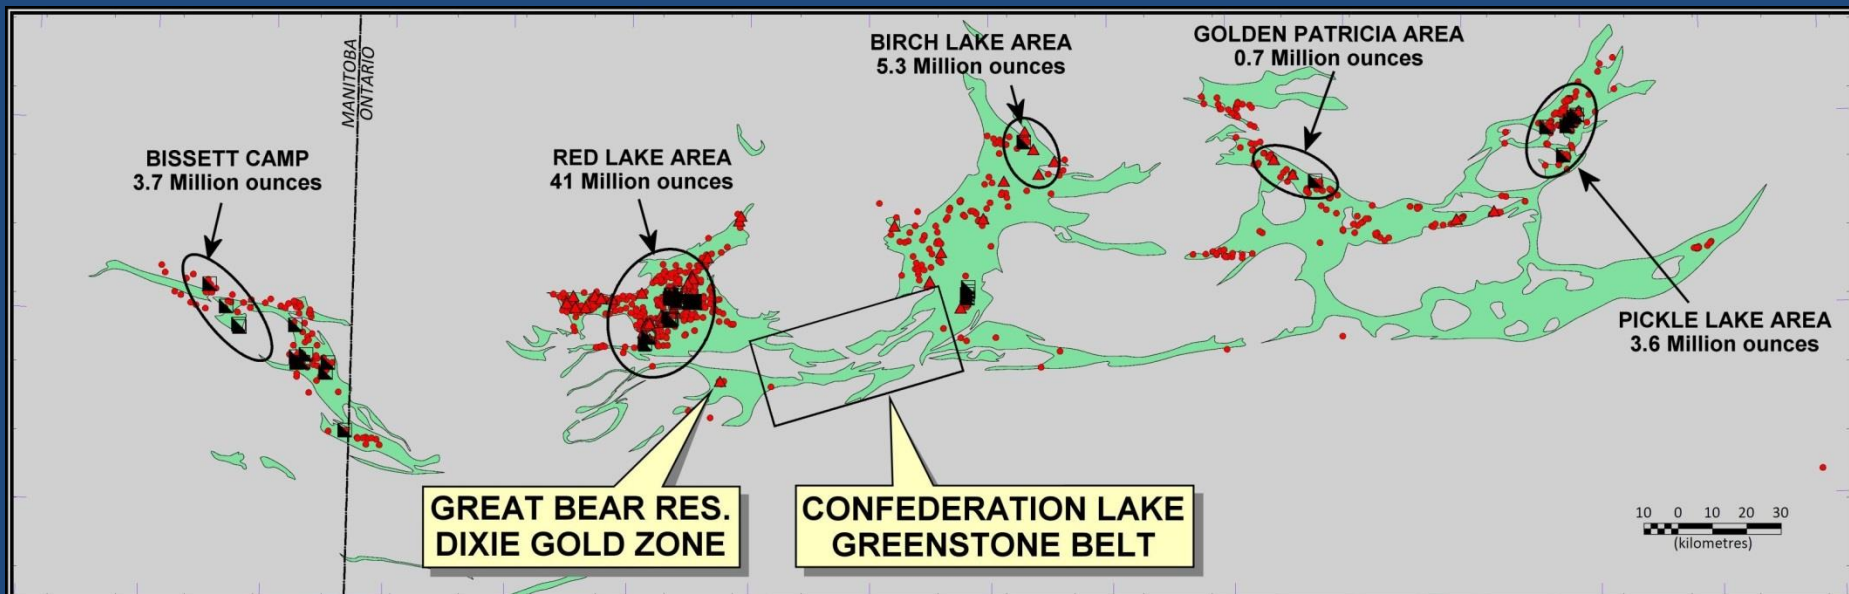 MANITOBA
ONTARIO
BISSETT CAMP
3.7 Million ounces
RED LAKE AREA
41 Million ounces
BIRCH LAKE AREA
5.3 Million ounces
GOLDEN PATRICIA AREA
0.7 Million ounces
PICKLE LAKE AREA
3.6 Million ounces
GREAT BEAR RES.
DIXIE GOLD ZONE
CONFEDERATION LAKE
GREENSTONE BELT
10 0 10 20 30
(kilometres)